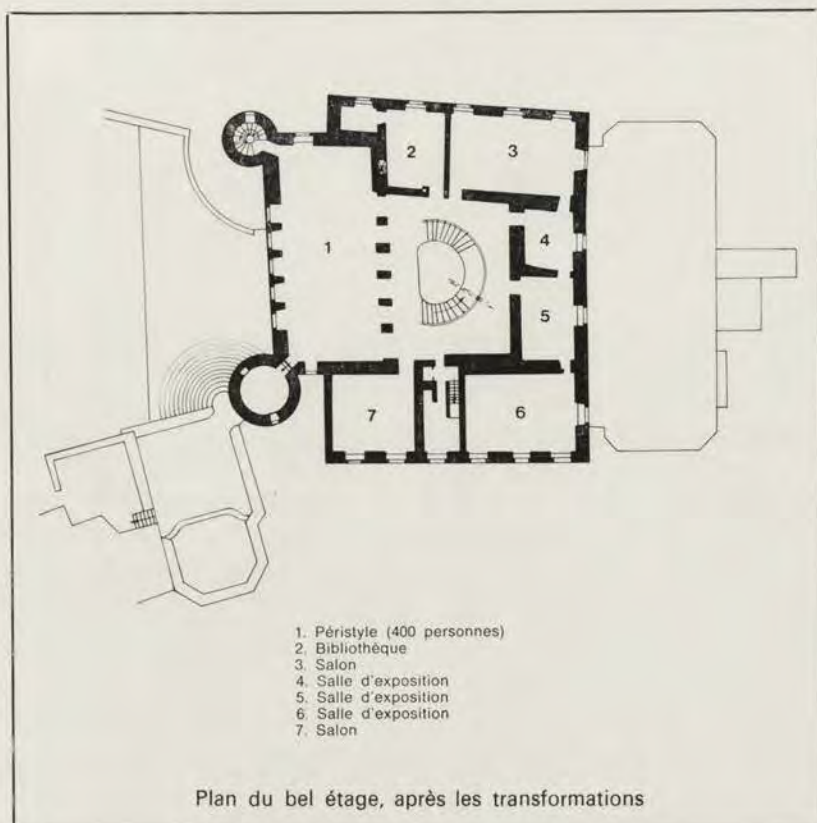 2
3
1
4
5
7
6
1. Péristyle (400 personnes)
2. Bibliothèque
3. Salon
4. Salle d'exposition
5. Salle d'exposition
6. Salle d'exposition
7. Salon
Plan du bel étage, après les transformations